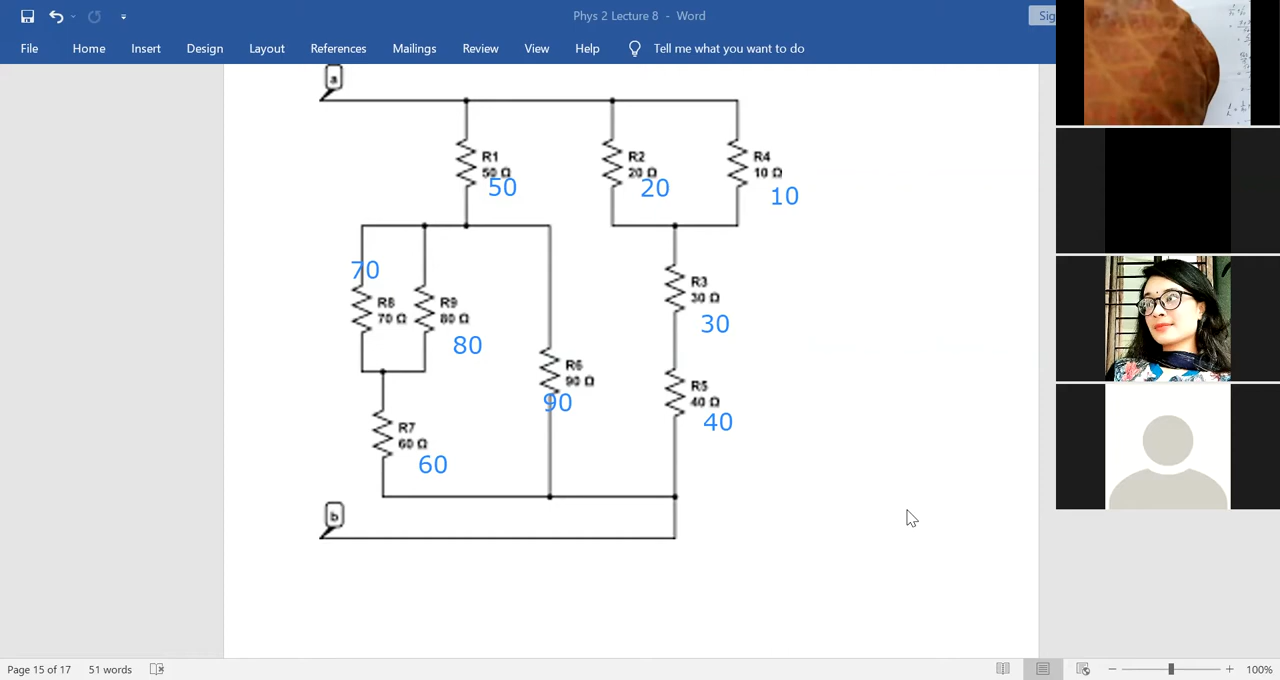 Phys 2 Lecture 8 - Word
Sig
File Home Insert Design Layout References Mailings Review View Help Tell me what you want to do
a
R1
50 Ω
50
R2
20 Ω
20
R4
10 Ω
10
70
R8
70 Ω
R9
80 Ω
80
R3
30 Ω
30
R6
90 Ω
90
R5
40 Ω
40
R7
60 Ω
60
b
Page 15 of 17 51 words
100%